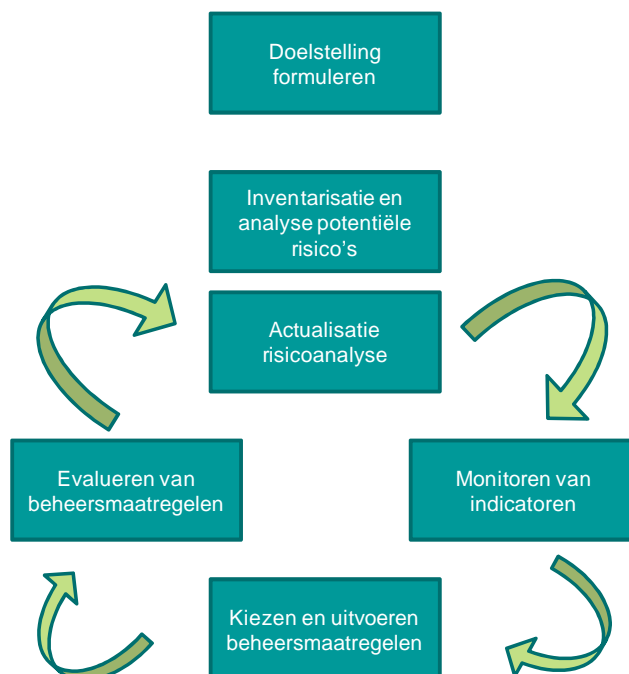 Doelstelling
formuleren
Inventarisatie en
analyse potentiële
risico's
Actualisatie
risicoanalyse
Evalueren van
beheersmaatregelen
Monitoren van
indicatoren
Kiezen en uitvoeren
beheersmaatregelen